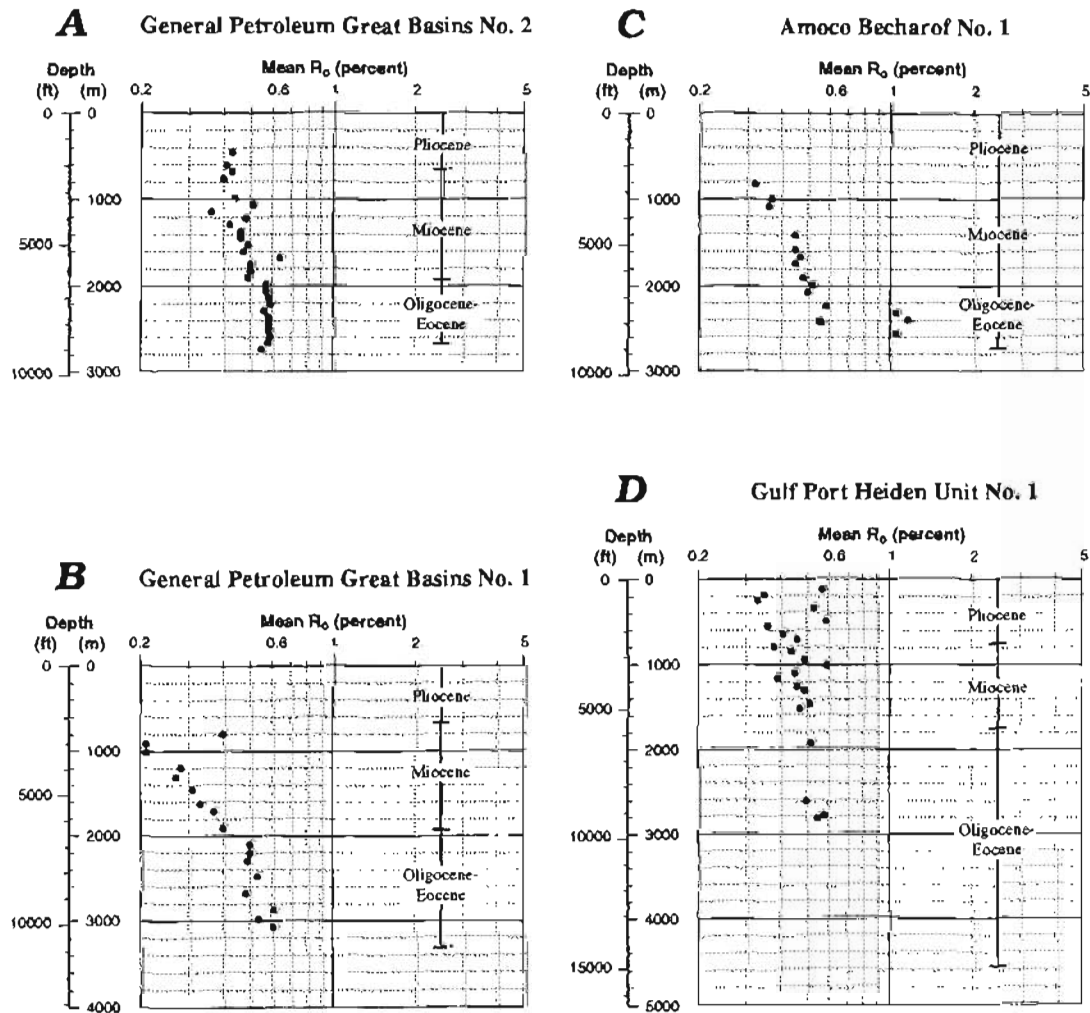 A General Petroleum Great Basins No. 2
Depth
(ft) (m)
Mean Ro (percent)
0.2 0.6 1 2 5
0 0
Pliocene
1000
Miocene
5000
2000
Oligocene-
Eocene
10000 3000
B General Petroleum Great Basins No. 1
Depth
(ft) (m)
Mean Ro (percent)
0.2 0.6 1 2 5
0 0
Pliocene
1000
Miocene
5000
2000
Oligocene-
Eocene
10000 3000
4000
C Amoco Becharof No. 1
Depth
(ft) (m)
Mean Ro (percent)
0.2 1 2 5
0 0
Pliocene
1000
Miocene
5000
2000
Oligocene-
Eocene
10000 3000
D Gulf Port Heiden Unit No. 1
Depth
(ft) (m)
Mean Ro (percent)
0.2 0.6 1 2 5
0 0
Pliocene
1000
Miocene
5000
2000
10000 3000
Oligocene-
Eocene
4000
15000
5000